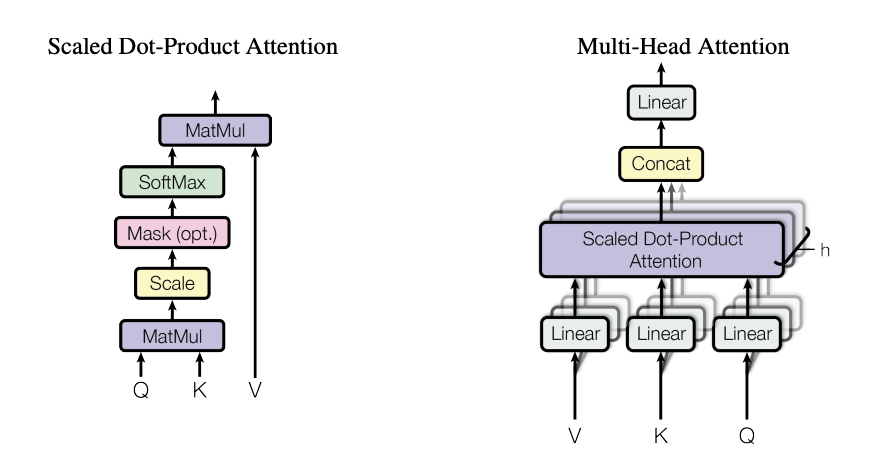 Scaled Dot-Product Attention
MatMul
SoftMax
Mask (opt.)
Scale
MatMul
Q K V
Multi-Head Attention
Linear
Concat
Scaled Dot-Product
Attention
h
Linear Linear Linear
V K Q